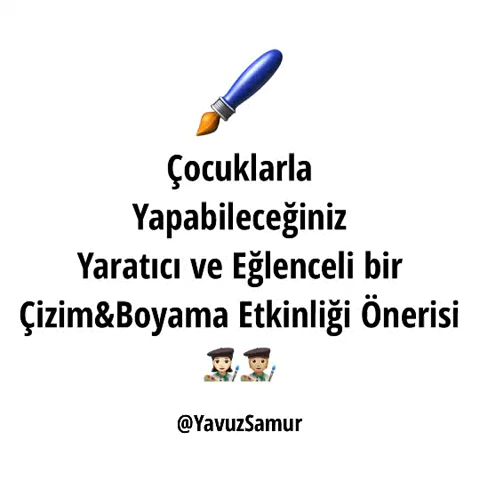 Çocuklarla
Yapabileceğiniz
Yaratıcı ve Eğlenceli bir
Çizim&Boyama Etkinliği Önerisi
@YavuzSamur